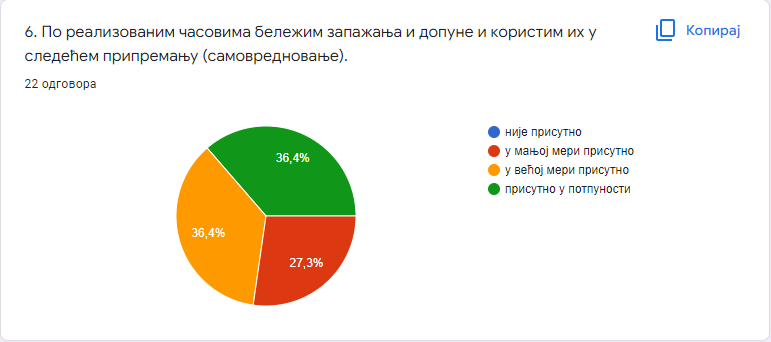 6. По реализованим часовима бележим запажања и допуне и користим их у
следећем припремању (самовредновање).
Копирај
22 одговора
није присутно
у мањој мери присутно
у већој мери присутно
присутно у потпуности
36,4%
36,4%
27,3%